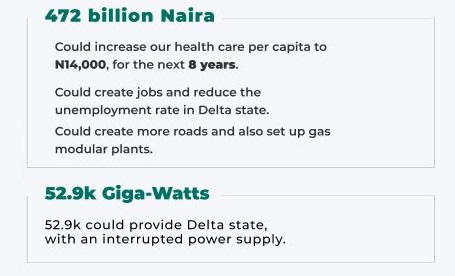 472 billion Naira
Could increase our health care per capita to
N14,000, for the next 8 years.
Could create jobs and reduce the
unemployment rate in Delta state.
Could create more roads and also set up gas
modular plants.
52.9k Giga-Watts
52.9k could provide Delta state,
with an interrupted power supply.